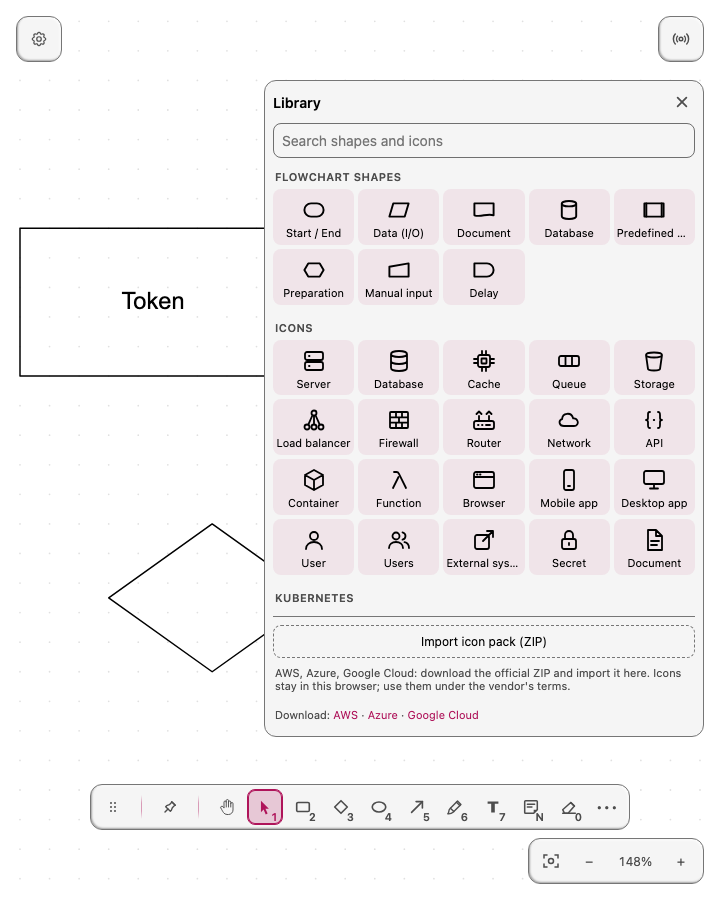 Library
Search shapes and icons
FLOWCHART SHAPES
Start / End
Data (I/O)
Document
Database
Predefined ...
Preparation
Manual input
Delay
Token
ICONS
Server
Database
Cache
Queue
Storage
Load balancer
Firewall
Router
Network
API
Container
Function
Browser
Mobile app
Desktop app
User
Users
External sys...
Secret
Document
KUBERNETES
Import icon pack (ZIP)
AWS, Azure, Google Cloud: download the official ZIP and import it here. Icons
stay in this browser; use them under the vendor's terms.
Download: AWS · Azure · Google Cloud
1
2
3
4
5
6
T 7
N
0
− 148% +